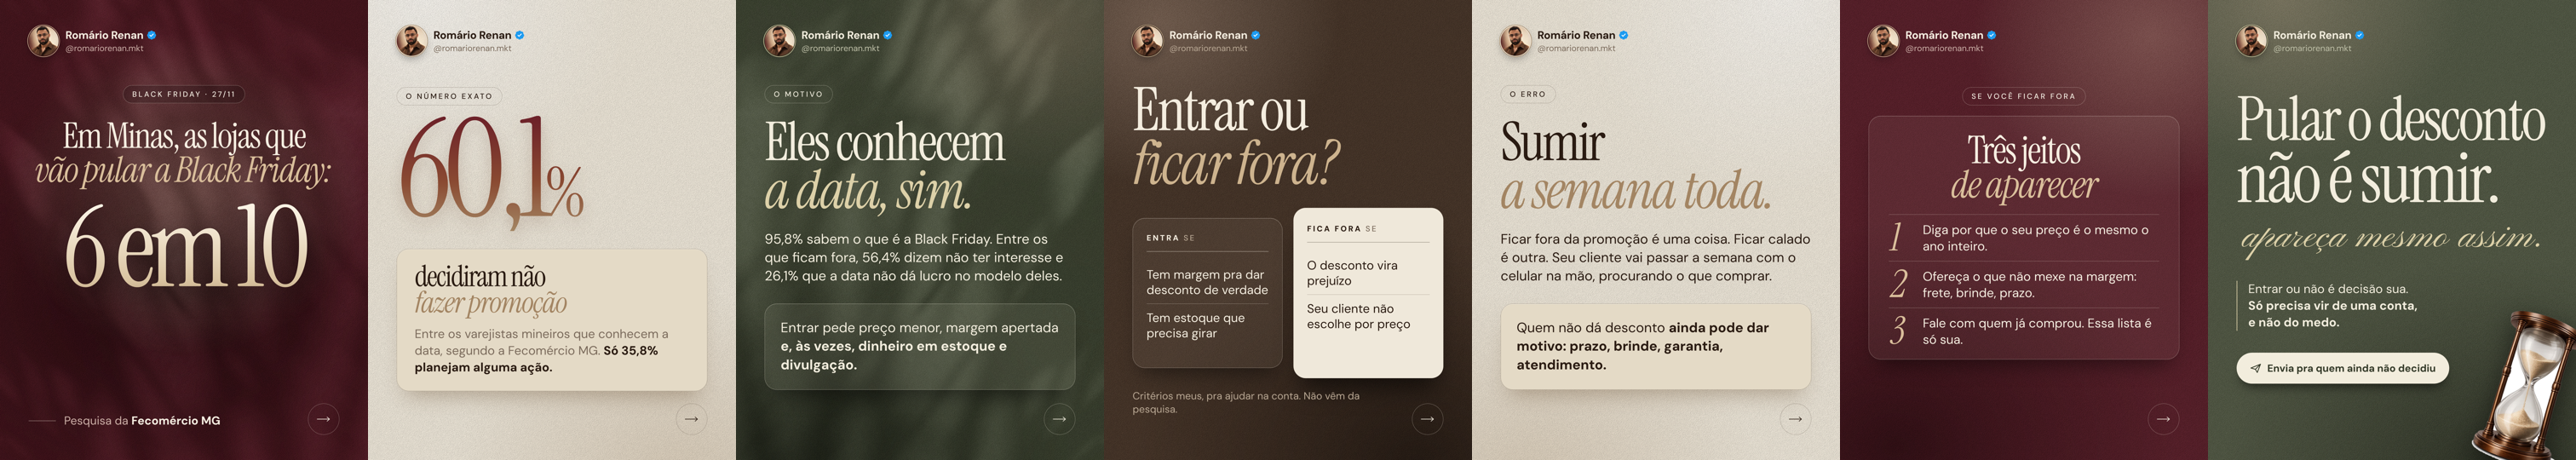 Romário Renan
@romariorenan.mkt
BLACK FRIDAY · 27/11
Em Minas, as lojas que
vão pular a Black Friday:
6 em 10
Pesquisa da Fecomércio MG
Romário Renan
@romariorenan.mkt
O NÚMERO EXATO
60,1%
decidiram não
fazer promoção
Entre os varejistas mineiros que conhecem a
data, segundo a Fecomércio MG. Só 35,8%
planejam alguma ação.
Romário Renan
@romariorenan.mkt
O MOTIVO
Eles conhecem
a data, sim.
95,8% sabem o que é a Black Friday. Entre os
que ficam fora, 56,4% dizem não ter interesse e
26,1% que a data não dá lucro no modelo deles.
Entrar pede preço menor, margem apertada
e, às vezes, dinheiro em estoque e
divulgação.
Romário Renan
@romariorenan.mkt
Entrar ou
ficar fora?
ENTRA SE
Tem margem pra dar
desconto de verdade
Tem estoque que
precisa girar
FICA FORA SE
O desconto vira
prejuízo
Seu cliente não
escolhe por preço
Critérios meus, pra ajudar na conta. Não vêm da
pesquisa.
Romário Renan
@romariorenan.mkt
O ERRO
Sumir
a semana toda.
Ficar fora da promoção é uma coisa. Ficar calado
é outra. Seu cliente vai passar a semana com o
celular na mão, procurando o que comprar.
Quem não dá desconto ainda pode dar
motivo: prazo, brinde, garantia,
atendimento.
Romário Renan
@romariorenan.mkt
SE VOCÊ FICAR FORA
Três jeitos
de aparecer
1 Diga por que o seu preço é o mesmo o
ano inteiro.
2 Ofereça o que não mexe na margem:
frete, brinde, prazo.
3 Fale com quem já comprou. Essa lista é
só sua.
Romário Renan
@romariorenan.mkt
Pular o desconto
não é sumir.
apareça mesmo assim.
Entrar ou não é decisão sua.
Só precisa vir de uma conta,
e não do medo.
Envia pra quem ainda não decidiu